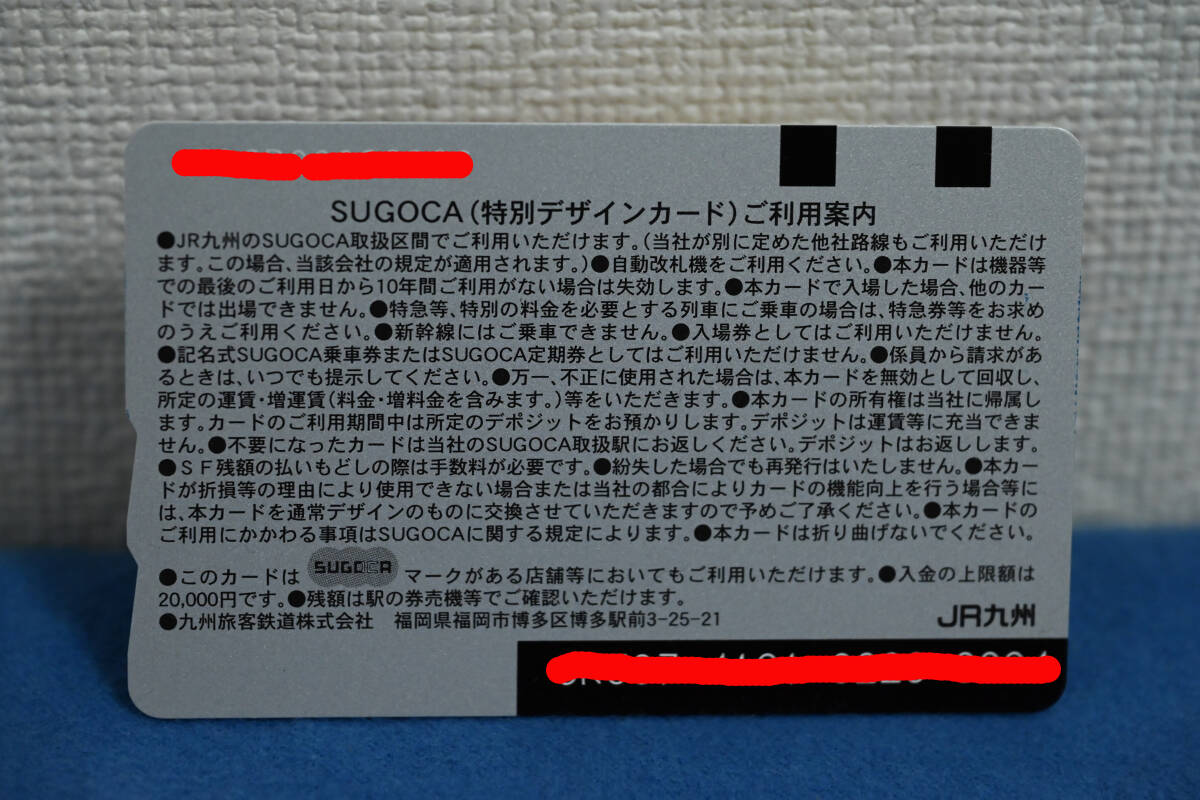 SUGOCA(特別デザインカード)ご利用案内
●JR九州のSUGOCA取扱区間でご利用いただけます。(当社が別に定めた他社路線もご利用いただけ
ます。この場合、当該会社の規定が適用されます。)●自動改札機をご利用ください。●本カードは機器等
での最後のご利用日から10年間ご利用がない場合は失効します。●本カードで入場した場合、他のカー
ドでは出場できません。●特急等、特別の料金を必要とする列車にご乗車の場合は、特急券等をお求め
のうえご利用ください。●新幹線にはご乗車できません。●入場券としてはご利用いただけません。
●記名式SUGOCA乗車券またはSUGOCA定期券としてはご利用いただけません。●係員から請求があ
るときは、いつでも提示してください。●万一、不正に使用された場合は、本カードを無効として回収し、
所定の運賃・増運賃(料金・増料金を含みます。)等をいただきます。●本カードの所有権は当社に帰属し
ます。カードのご利用期間中は所定のデポジットをお預かりします。デポジットは運賃等に充当できま
せん。●不要になったカードは当社のSUGOCA取扱駅にお返しください。デポジットはお返しします。
●SF残額の払いもどしの際は手数料が必要です。●紛失した場合でも再発行はいたしません。●本カー
ドが折損等の理由により使用できない場合または当社の都合によりカードの機能向上を行う場合等に
は、本カードを通常デザインのものに交換させていただきますので予めご了承ください。●本カードの
ご利用にかかわる事項はSUGOCAに関する規定によります。●本カードは折り曲げないでください。
●このカードは SUGOCA マークがある店舗等においてもご利用いただけます。●入金の上限額は
20,000円です。●残額は駅の券売機等でご確認いただけます。
●九州旅客鉄道株式会社 福岡県福岡市博多区博多駅前3-25-21
JR九州